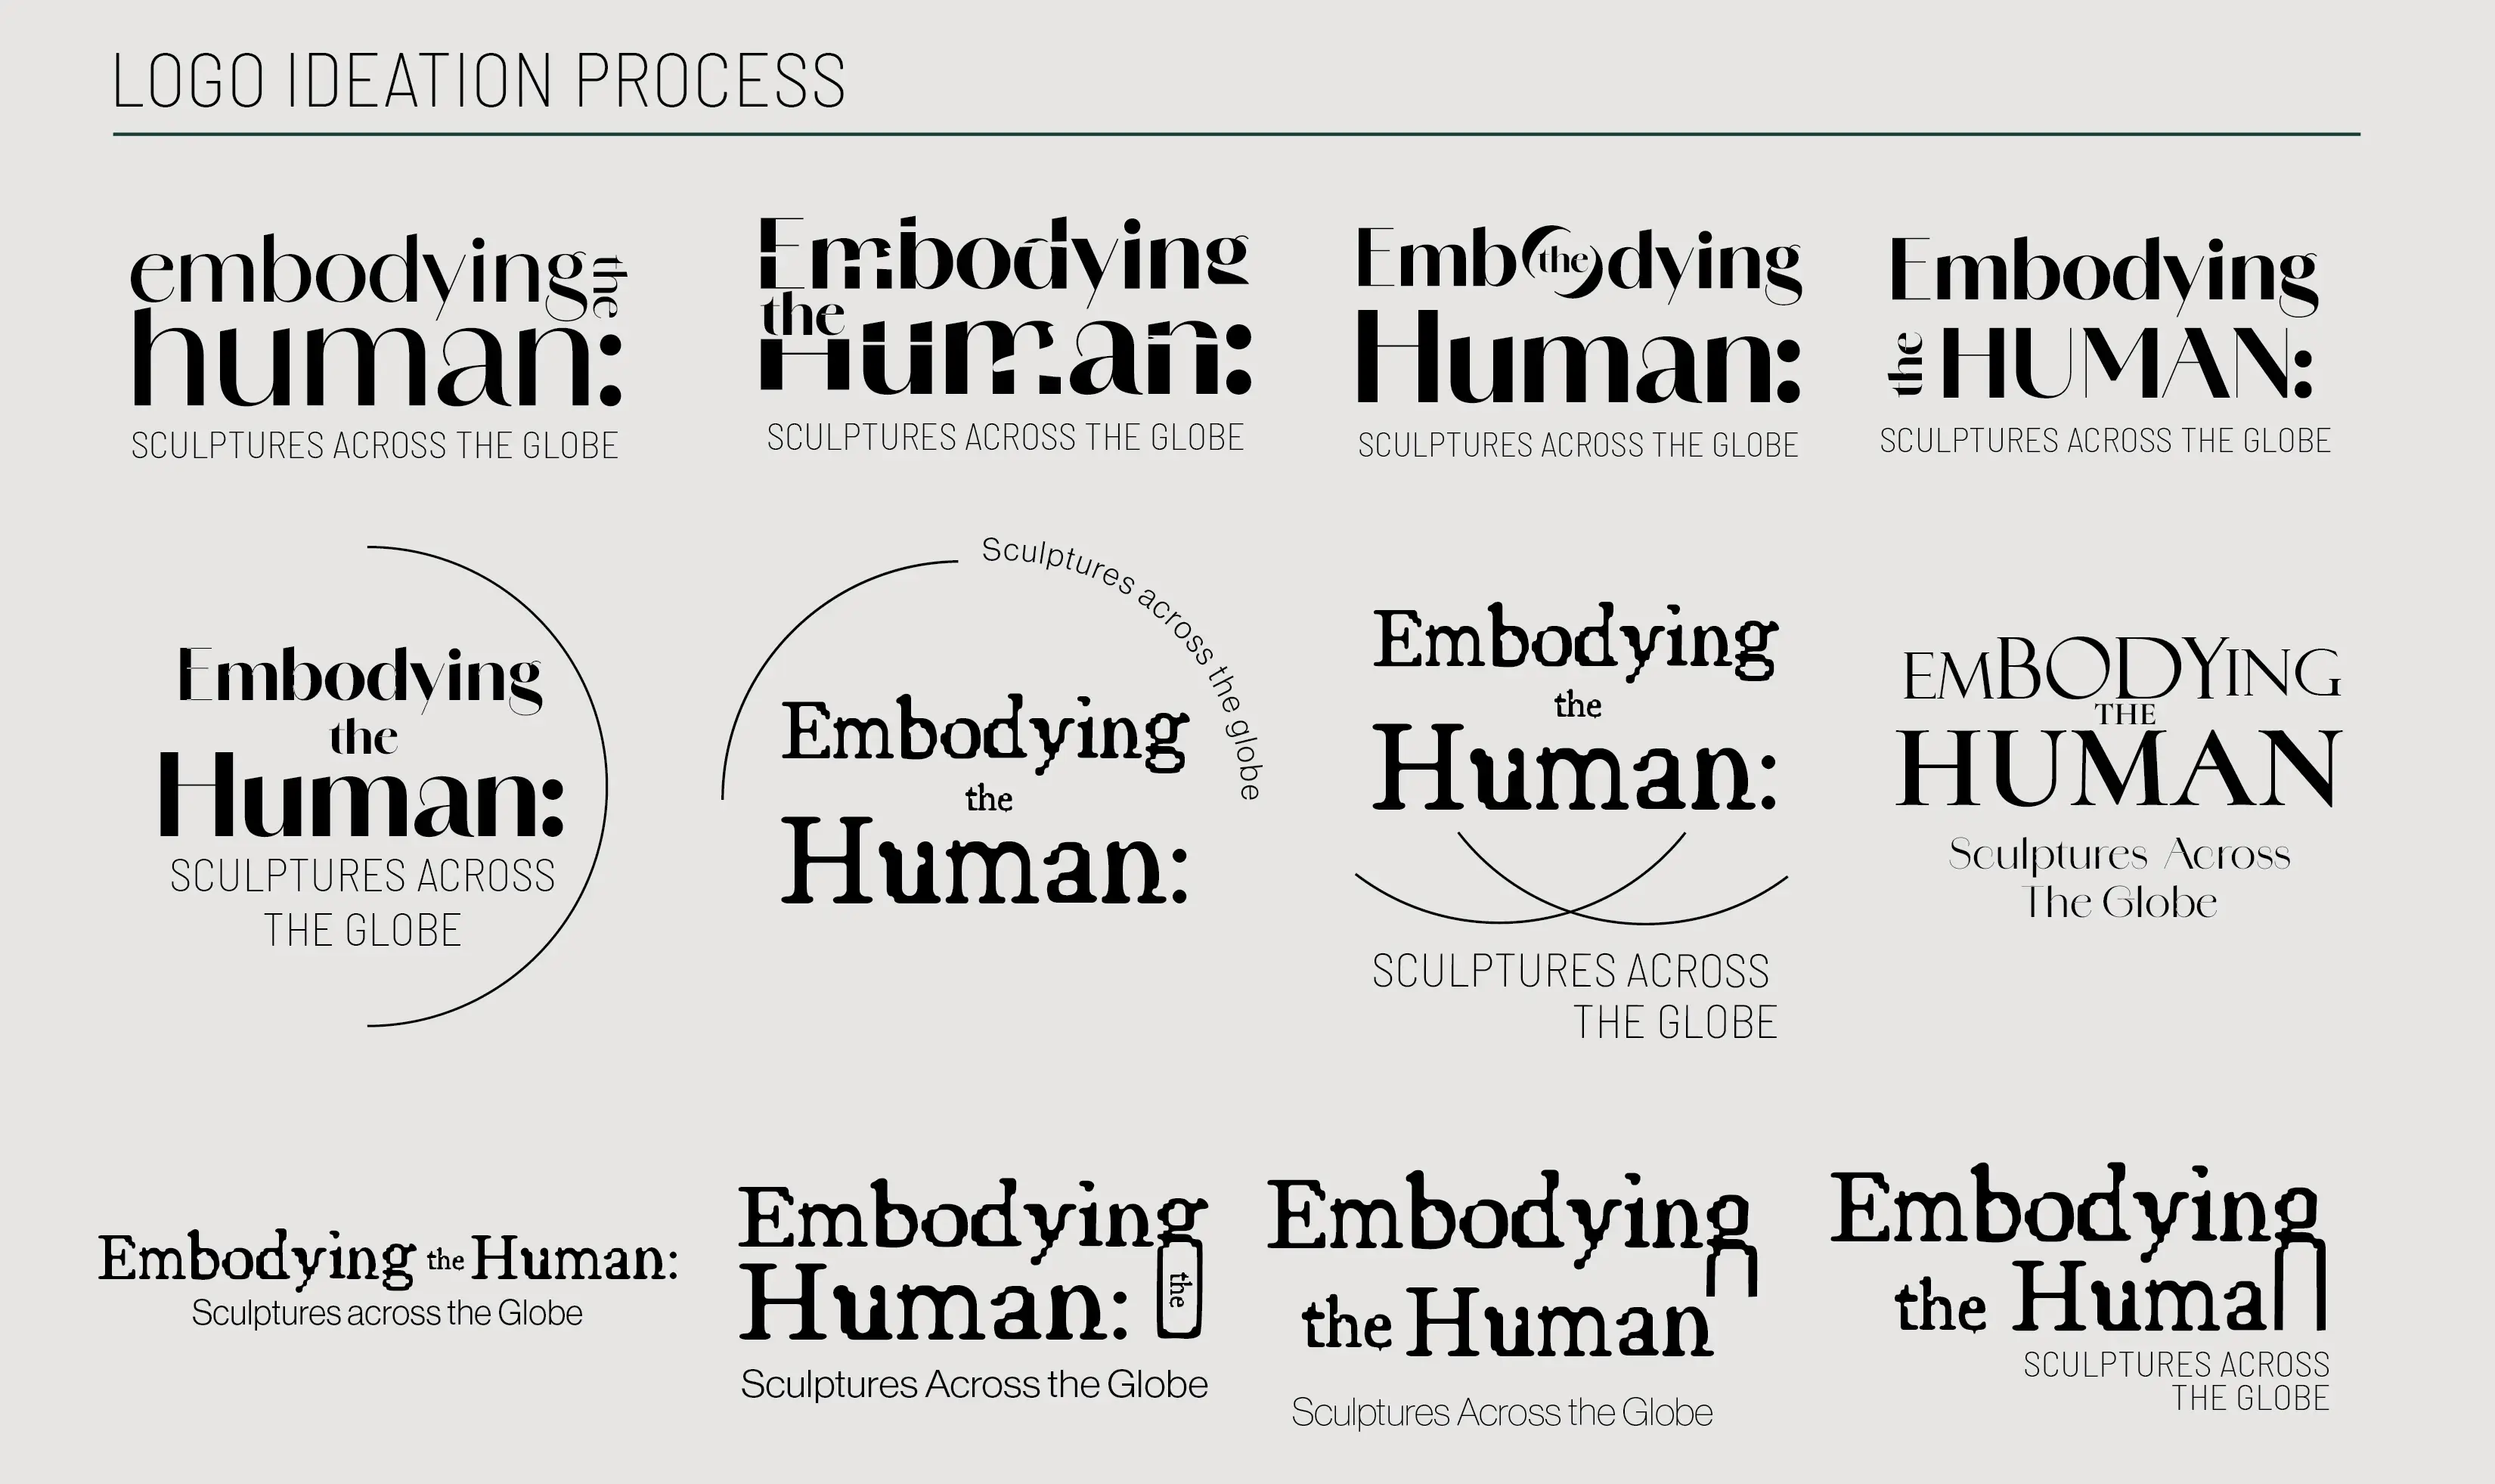 LOGO IDEATION PROCESS
embodying
the
human:
SCULPTURES ACROSS THE GLOBE
Embodying
the
Human:
SCULPTURES ACROSS THE GLOBE
Emb(the)dying
Human:
SCULPTURES ACROSS THE GLOBE
Embodying
the HUMAN:
SCULPTURES ACROSS THE GLOBE
Embodying
the
Human:
SCULPTURES ACROSS
THE GLOBE
Sculptures across the globe
Embodying
the
Human:
Embodying
the
Human:
SCULPTURES ACROSS
THE GLOBE
EMBODYING
THE
HUMAN
Sculptures Across
The Globe
Embodying the Human:
Sculptures across the Globe
Embodying
the
Human:
Sculptures Across the Globe
Embodying
the Human
Sculptures Across the Globe
Embodying
the Human
SCULPTURES ACROSS
THE GLOBE